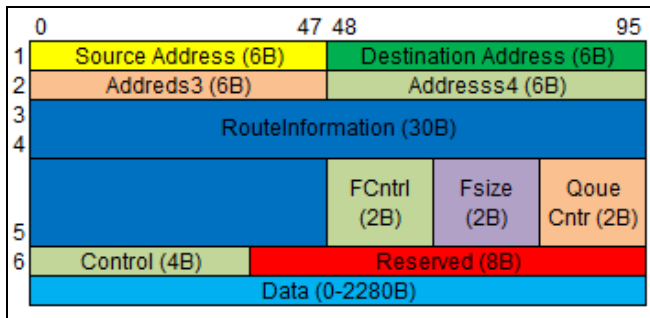 0 47 48 95
1 Source Address (6B) Destination Address (6B)
2 Addreds3 (6B) Addresss4 (6B)
3
RouteInformation (30B)
4
FCntrl Fsize Qoue
(2B) (2B) Cntr (2B)
5
6 Control (4B) Reserved (8B)
Data (0-2280B)